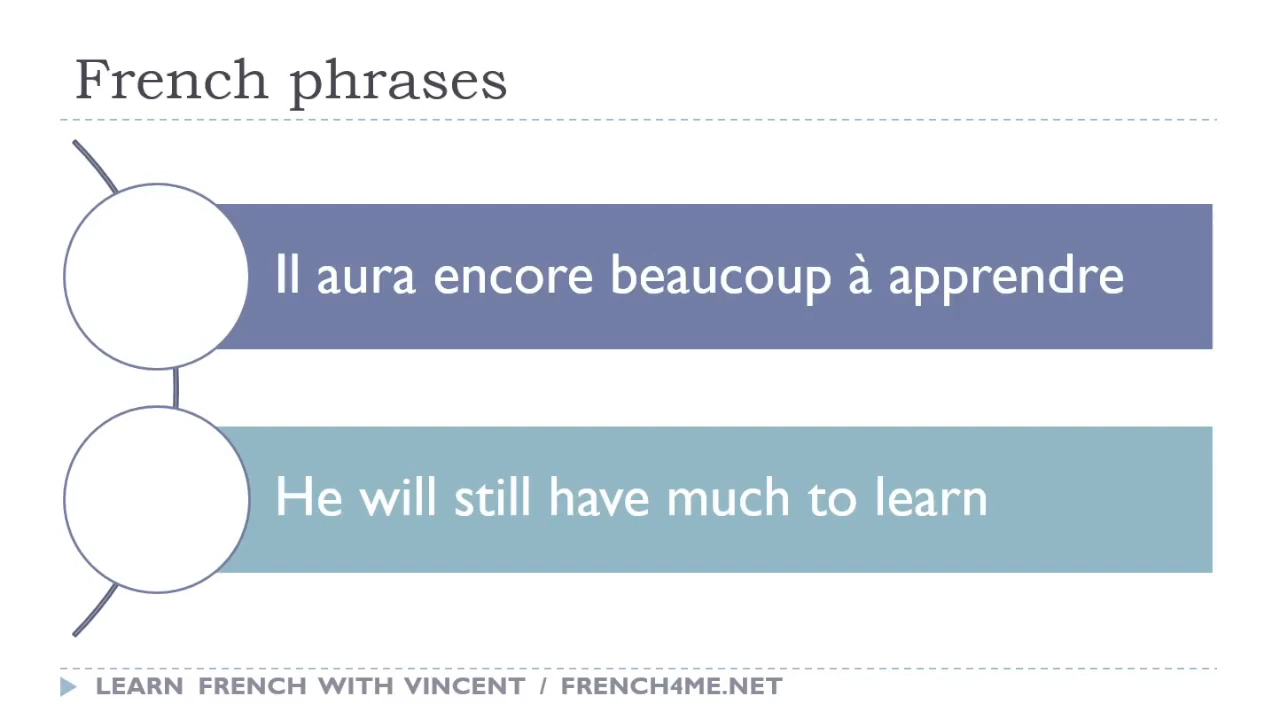 French phrases
Il aura encore beaucoup à apprendre
He will still have much to learn
LEARN FRENCH WITH VINCENT / FRENCH4ME.NET